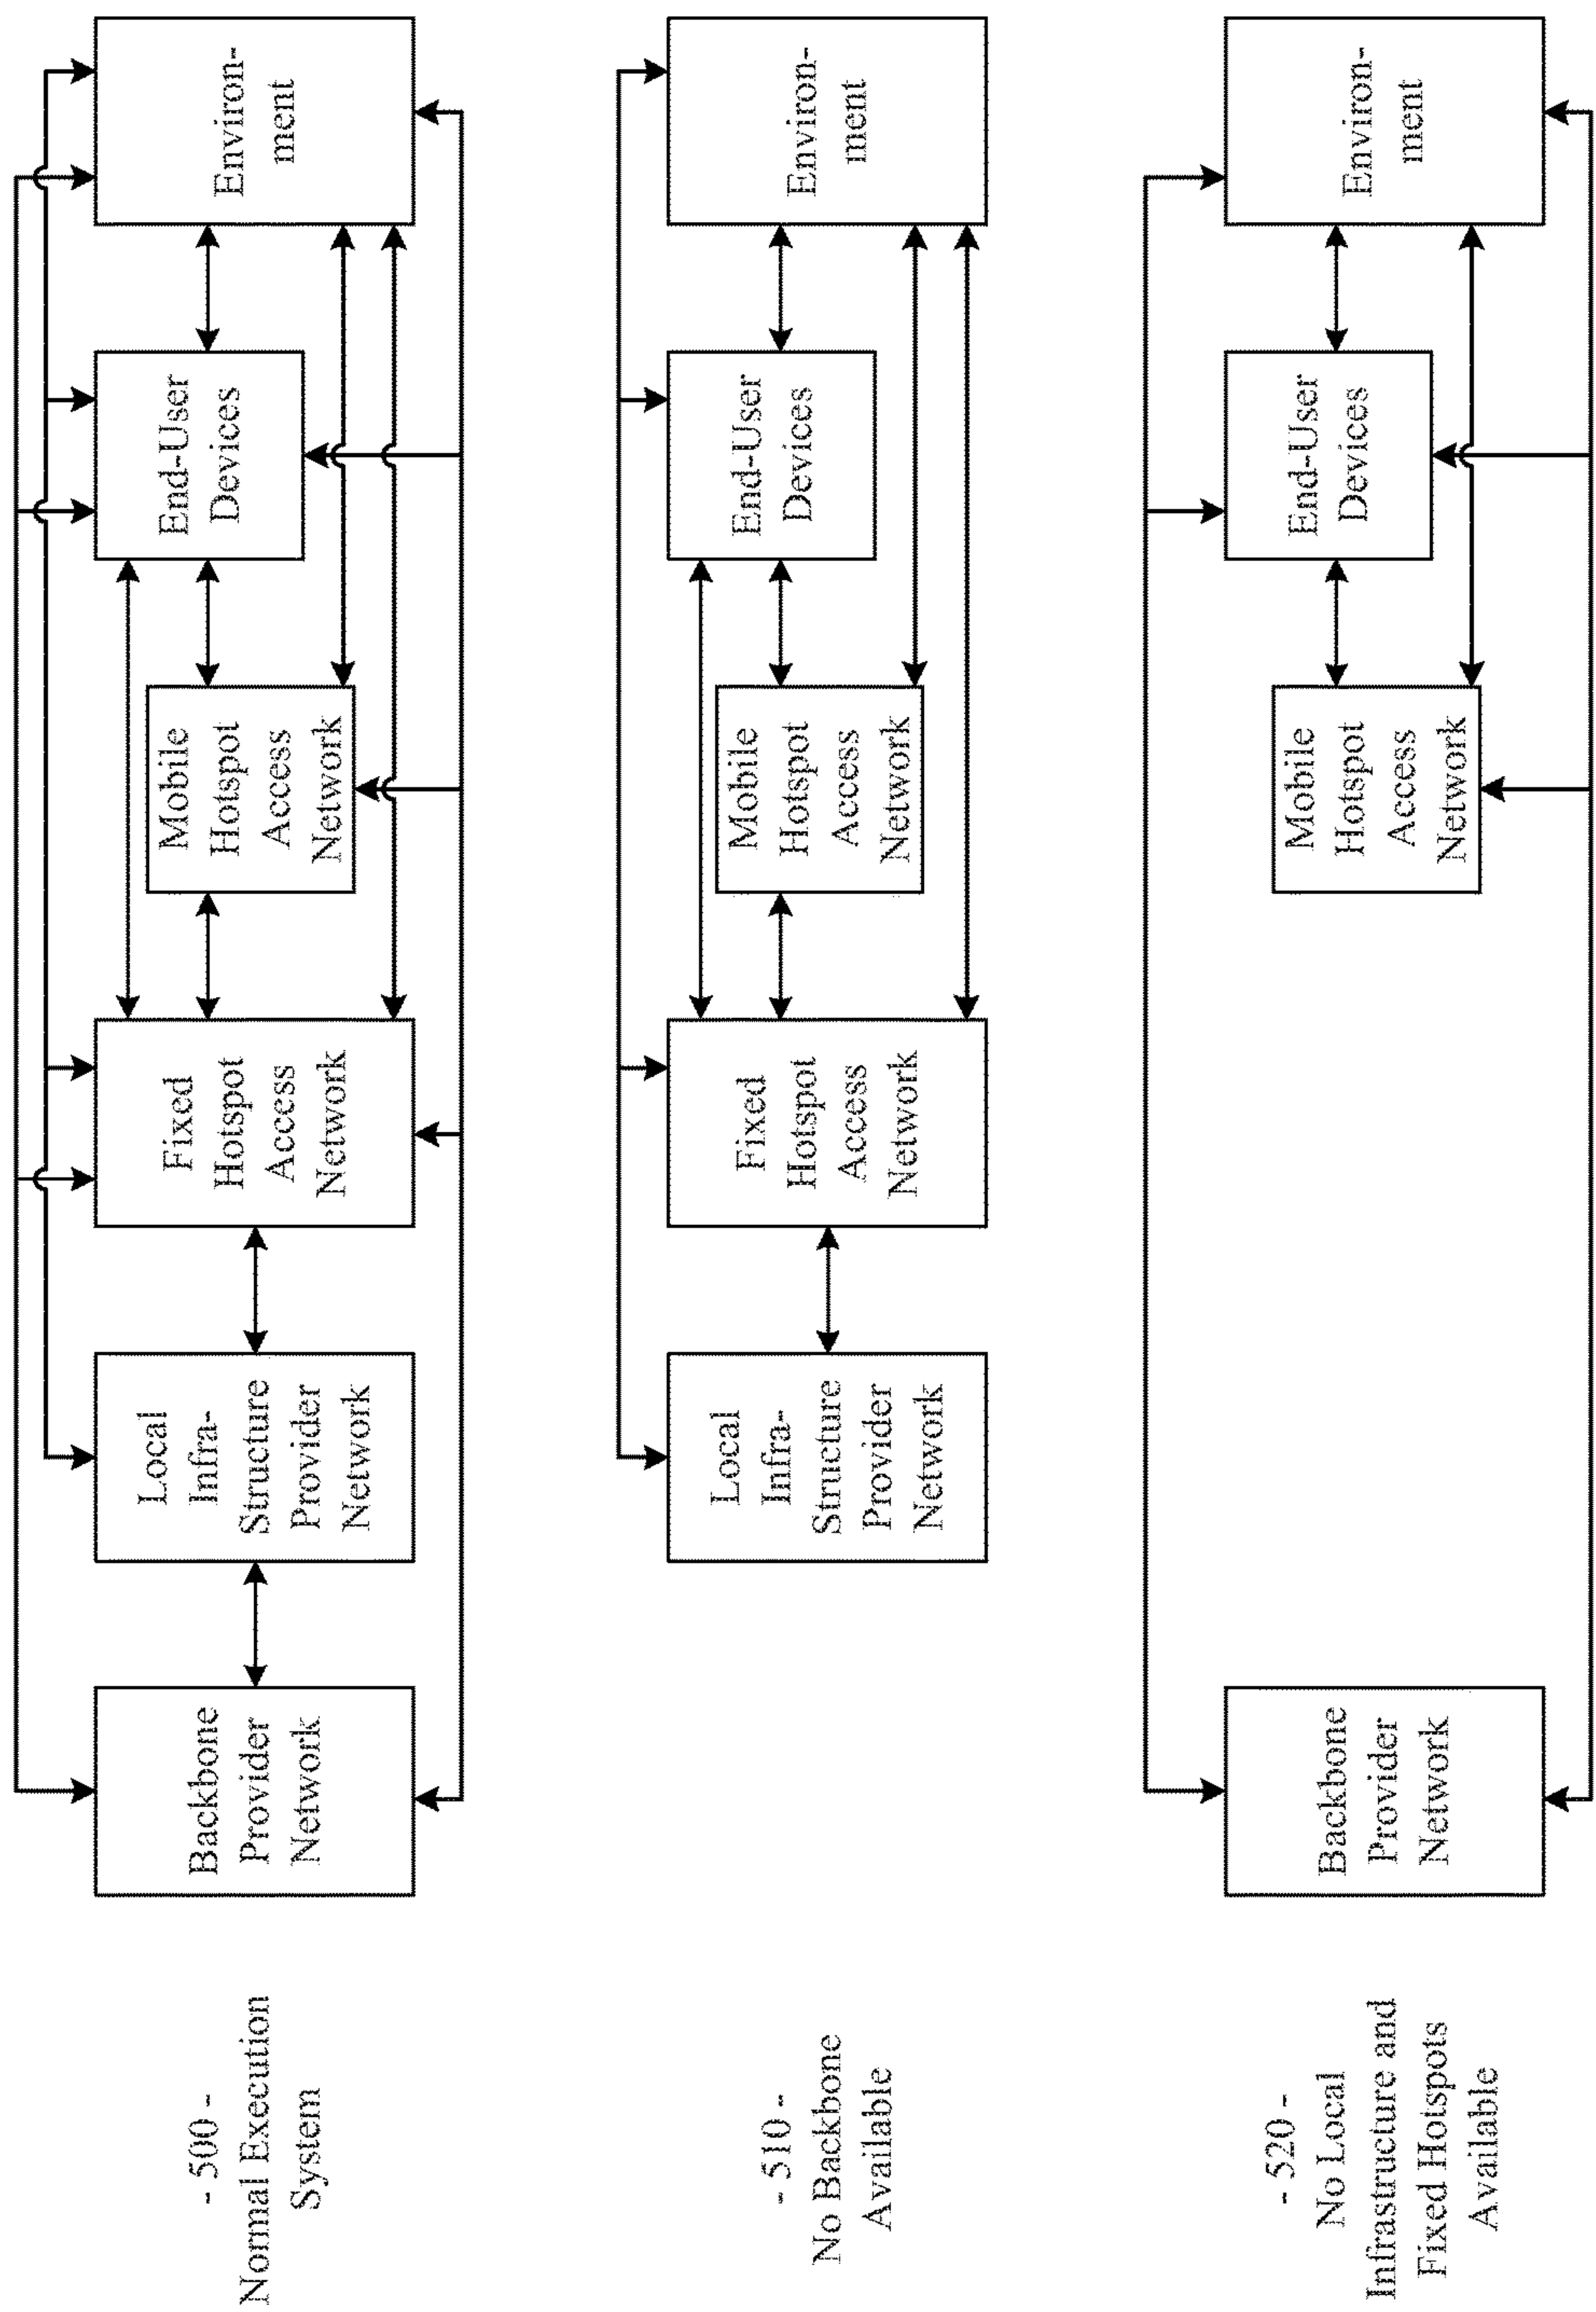 - 500 -
Normal Execution
System
Backbone
Provider
Network
Local
Infra-
Structure
Provider
Network
Fixed
Hotspot
Access
Network
Mobile
Hotspot
Access
Network
End-User
Devices
Environ-
ment
- 510 -
No Backbone
Available
Local
Infra-
Structure
Provider
Network
Fixed
Hotspot
Access
Network
Mobile
Hotspot
Access
Network
End-User
Devices
Environ-
ment
- 520 -
No Local
Infrastructure and
Fixed Hotspots
Available
Backbone
Provider
Network
Mobile
Hotspot
Access
Network
End-User
Devices
Environ-
ment